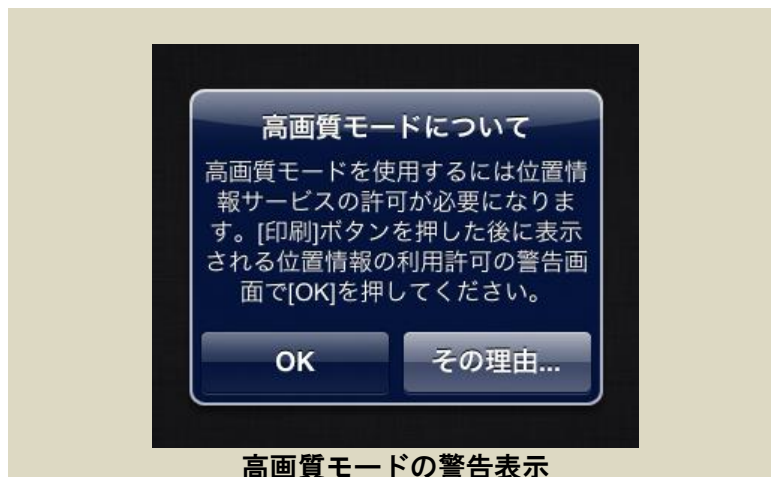 高画質モードについて
高画質モードを使用するには位置情
報サービスの許可が必要になりま
す。[印刷]ボタンを押した後に表示
される位置情報の利用許可の警告画
面で[OK]を押してください。
OK
その理由...
高画質モードの警告表示